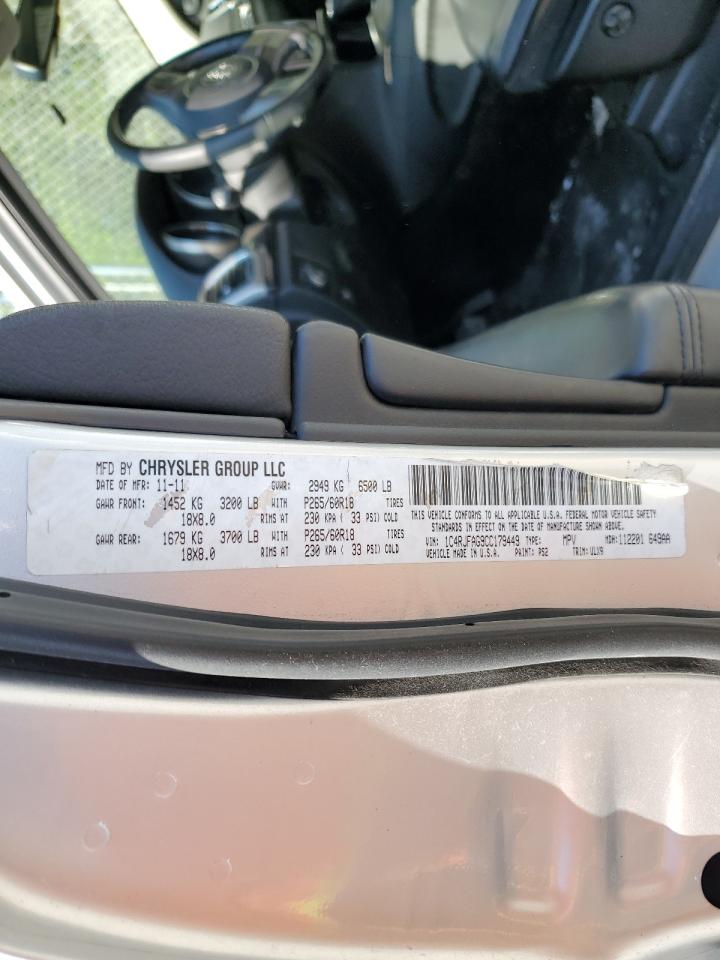 MFD BY CHRYSLER GROUP LLC
DATE OF MFR: 11-11 GVWR: 2949 KG 6500 LB
GAWR FRONT: 1452 KG 3200 LB WITH P265/60R18 TIRES
18X8.0 RIMS AT 230 KPA ( 33 PSI) COLD
GAWR REAR: 1679 KG 3700 LB WITH P265/60R18 TIRES
18X8.0 RIMS AT 230 KPA ( 33 PSI) COLD
THIS VEHICLE CONFORMS TO ALL APPLICABLE U.S.A. FEDERAL MOTOR VEHICLE SAFETY
STANDARDS IN EFFECT ON THE DATE OF MANUFACTURE SHOWN ABOVE.
VIN: 1C4RJFAG9CC179449 TYPE: MPV MDH: 112201 649AA
VEHICLE MADE IN U.S.A. PAINT: PS2 TRIM: ULX9